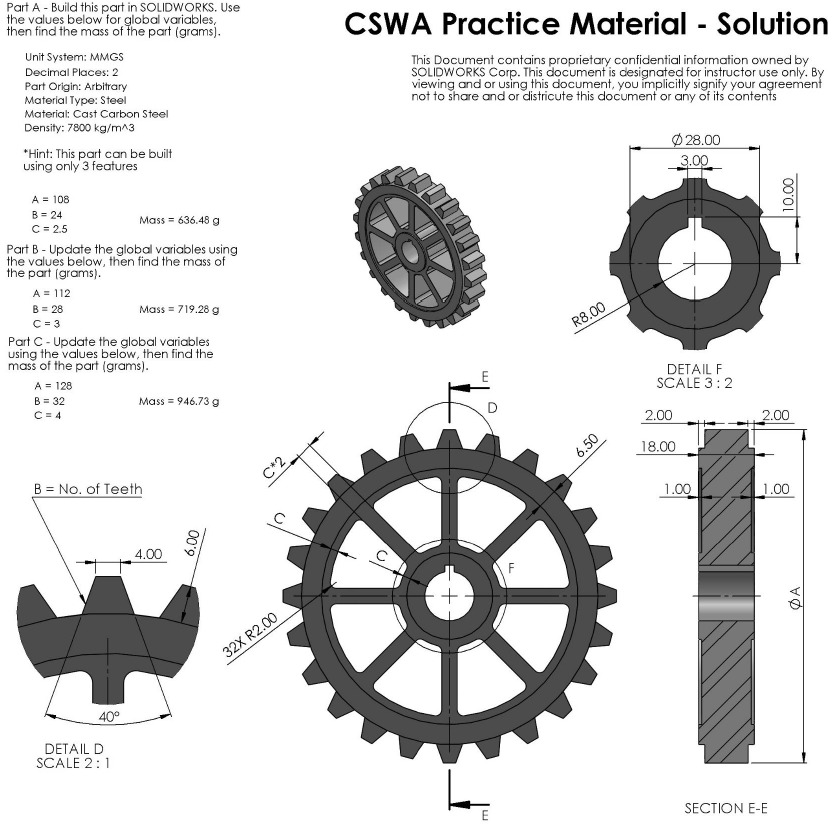 Part A - Build this part in SOLIDWORKS. Use
the values below for global variables,
then find the mass of the part (grams).
CSWA Practice Material - Solution
This Document contains proprietary confidential information owned by
SOLIDWORKS Corp. This document is designated for instructor use only. By
viewing and or using this document, you implicitly signify your agreement
not to share and or districute this document or any of its contents
Unit System: MMGS
Decimal Places: 2
Part Origin: Arbitrary
Material Type: Steel
Material: Cast Carbon Steel
Density: 7800 kg/m^3
*Hint: This part can be built
using only 3 features
A = 108
B = 24
C = 2.5
Mass = 636.48 g
Part B - Update the global variables using
the values below, then find the mass of
the part (grams).
A = 112
B = 28
C = 3
Mass = 719.28 g
Part C - Update the global variables
using the values below, then find the
mass of the part (grams).
A = 128
B = 32
C = 4
Mass = 946.73 g
Ø 28.00
3.00
10.00
R8.00
DETAIL F
SCALE 3 : 2
E
D
C*2
6.50
C
C
F
32X R2.00
E
2.00
2.00
18.00
1.00
1.00
Ø A
SECTION E-E
B = No. of Teeth
4.00
6.00
40°
DETAIL D
SCALE 2 : 1